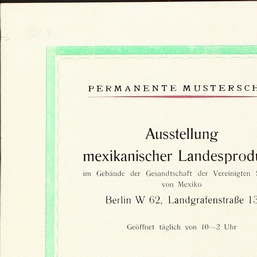 PERMANENTE MUSTERSCH
Ausstellung
mexikanischer Landesprodu
im Gebäude der Gesandtschaft der Vereinigten S
von Mexiko
Berlin W 62, Landgrafenstraße 13
Geöffnet täglich von 10—2 Uhr